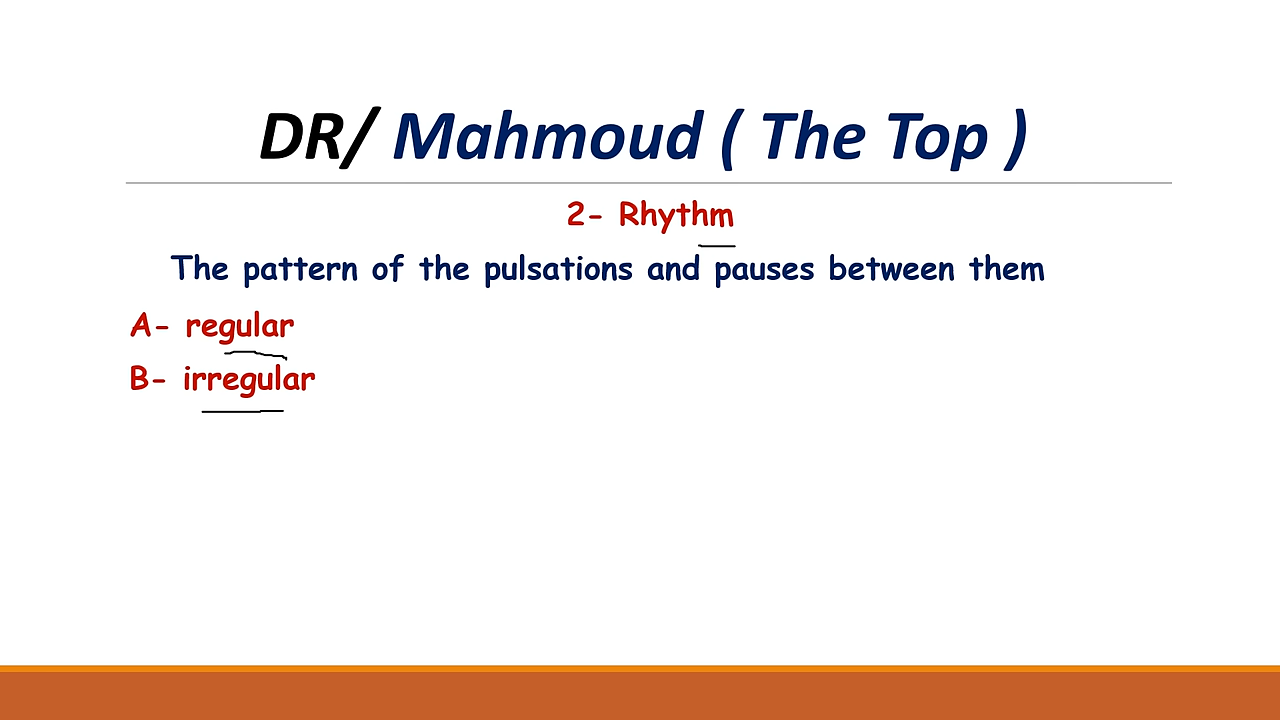 DR/ Mahmoud ( The Top )
2- Rhythm
The pattern of the pulsations and pauses between them
A- regular
B- irregular